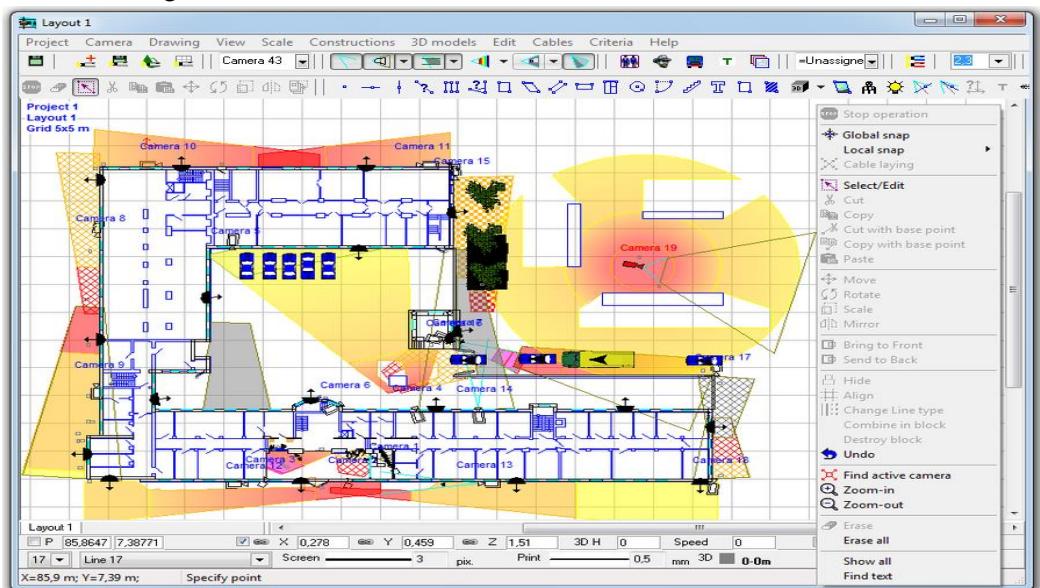 Layout 1
Project Camera Drawing View Scale Constructions 3D models Edit Cables Criteria Help
Camera 43 =Unassigne 2,3
Project 1
Layout 1
Grid 5x5 m
Camera 10
Camera 11
Camera 15
Camera 8
Camera 5
Camera 19
Camera 9
Camera 17
Camera 6
Camera 4
Camera 14
Camera 1
Camera 3
Camera 12
Camera 13
Camera 18
Stop operation
Global snap
Local snap
Cable laying
Select/Edit
Cut
Copy
Cut with base point
Copy with base point
Paste
Move
Rotate
Scale
Mirror
Bring to Front
Send to Back
Hide
Align
Change Line type
Combine in block
Destroy block
Undo
Find active camera
Zoom-in
Zoom-out
Erase
Erase all
Show all
Find text
Layout 1
P 85,8647 7,38771 X 0,278 Y 0,459 Z 1,51 3D H 0 Speed 0
17 Line 17 Screen 3 pix. Print 0,5 mm 3D 0-0m
X=85,9 m; Y=7,39 m; Specify point